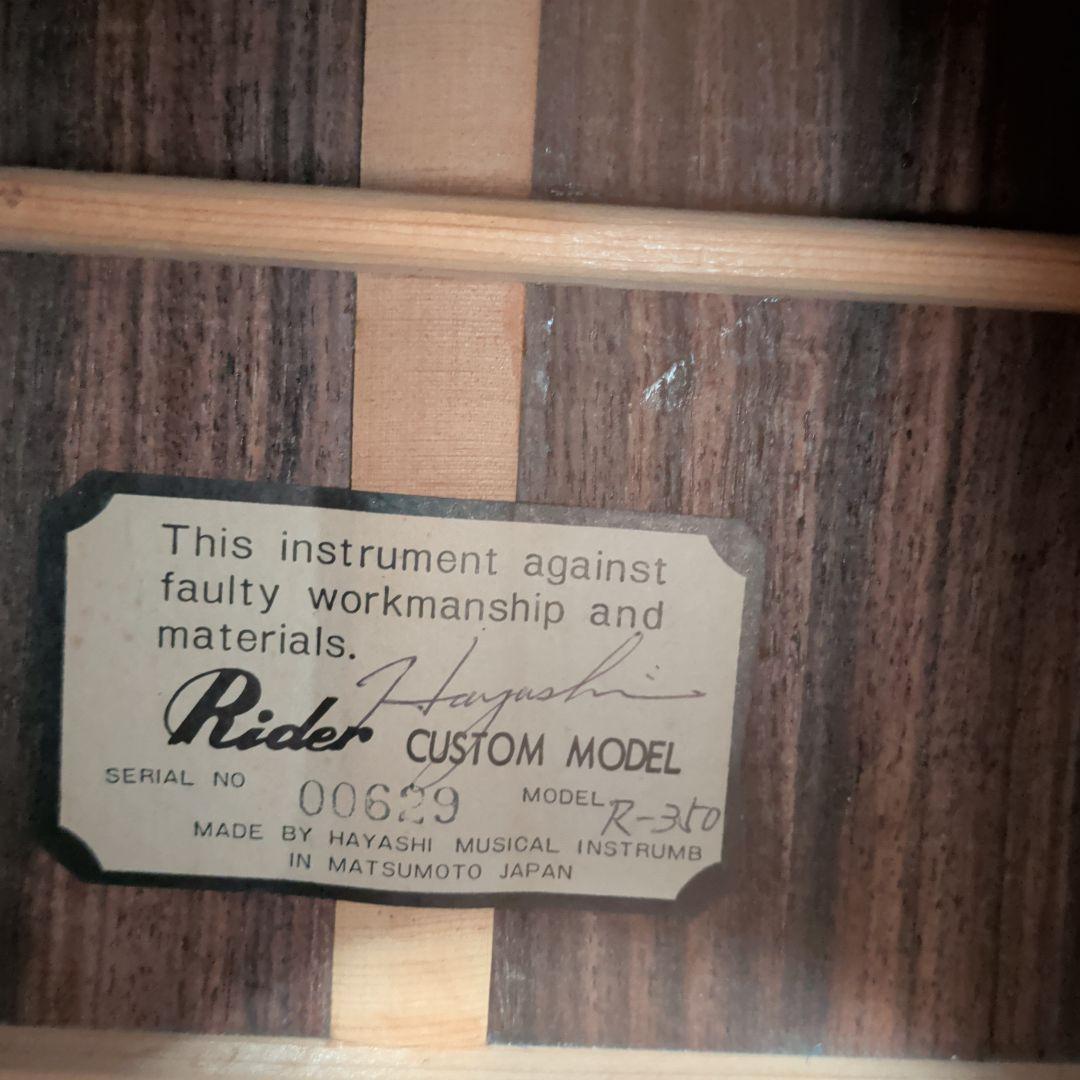 This instrument against
faulty workmanship and
materials.
Hayashi
Rider CUSTOM MODEL
SERIAL NO 00629 MODEL R-350
MADE BY HAYASHI MUSICAL INSTRUMB
IN MATSUMOTO JAPAN